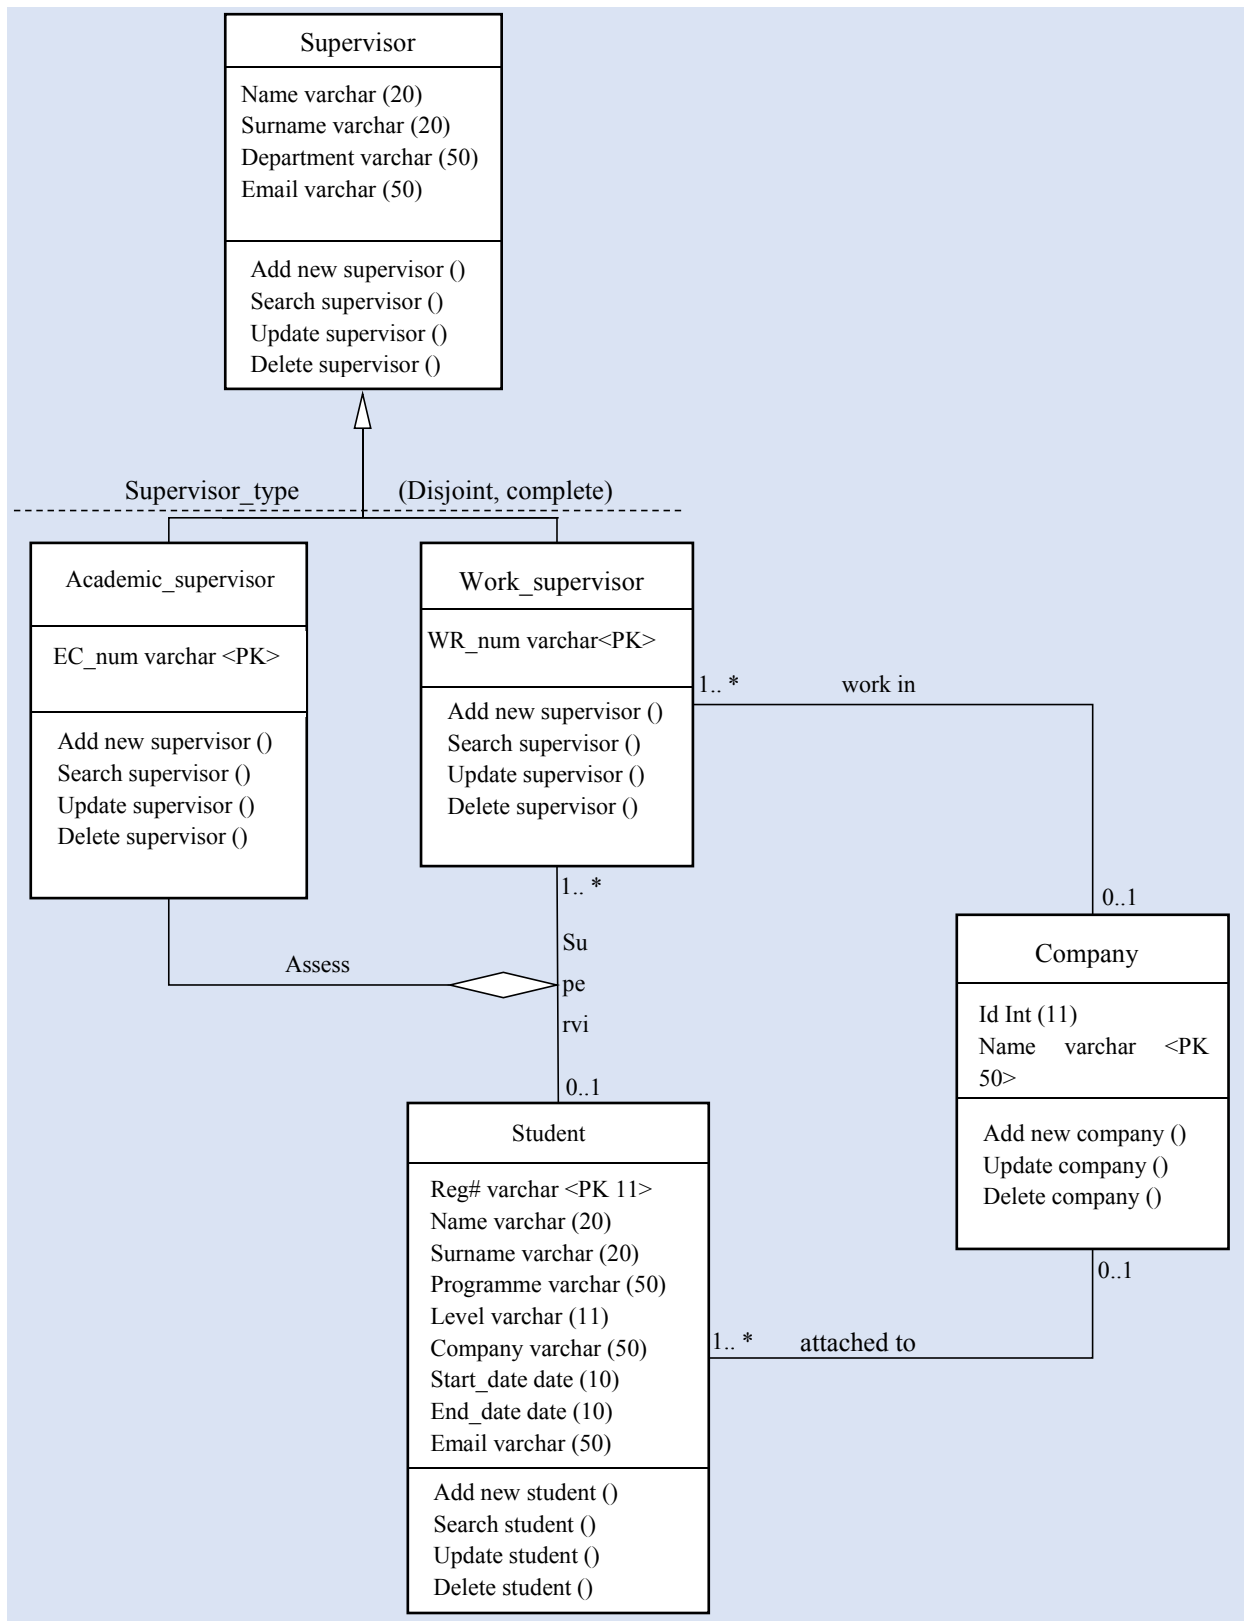 Supervisor
Name varchar (20)
Surname varchar (20)
Department varchar (50)
Email varchar (50)
Add new supervisor ()
Search supervisor ()
Update supervisor ()
Delete supervisor ()
Supervisor_type (Disjoint, complete)
Academic_supervisor
EC_num varchar <PK>
Add new supervisor ()
Search supervisor ()
Update supervisor ()
Delete supervisor ()
Work_supervisor
WR_num varchar<PK>
Add new supervisor ()
Search supervisor ()
Update supervisor ()
Delete supervisor ()
1.. * work in
0..1
1.. *
Su
pe
rvi
Assess
0..1
Company
Id Int (11)
Name varchar <PK
50>
Add new company ()
Update company ()
Delete company ()
0..1
1.. * attached to
Student
Reg# varchar <PK 11>
Name varchar (20)
Surname varchar (20)
Programme varchar (50)
Level varchar (11)
Company varchar (50)
Start_date date (10)
End_date date (10)
Email varchar (50)
Add new student ()
Search student ()
Update student ()
Delete student ()